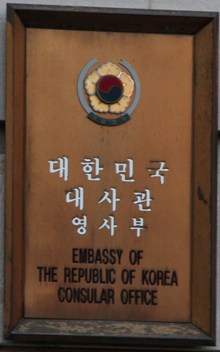 대한민국
대사관
영사부
EMBASSY OF
THE REPUBLIC OF KOREA
CONSULAR OFFICE